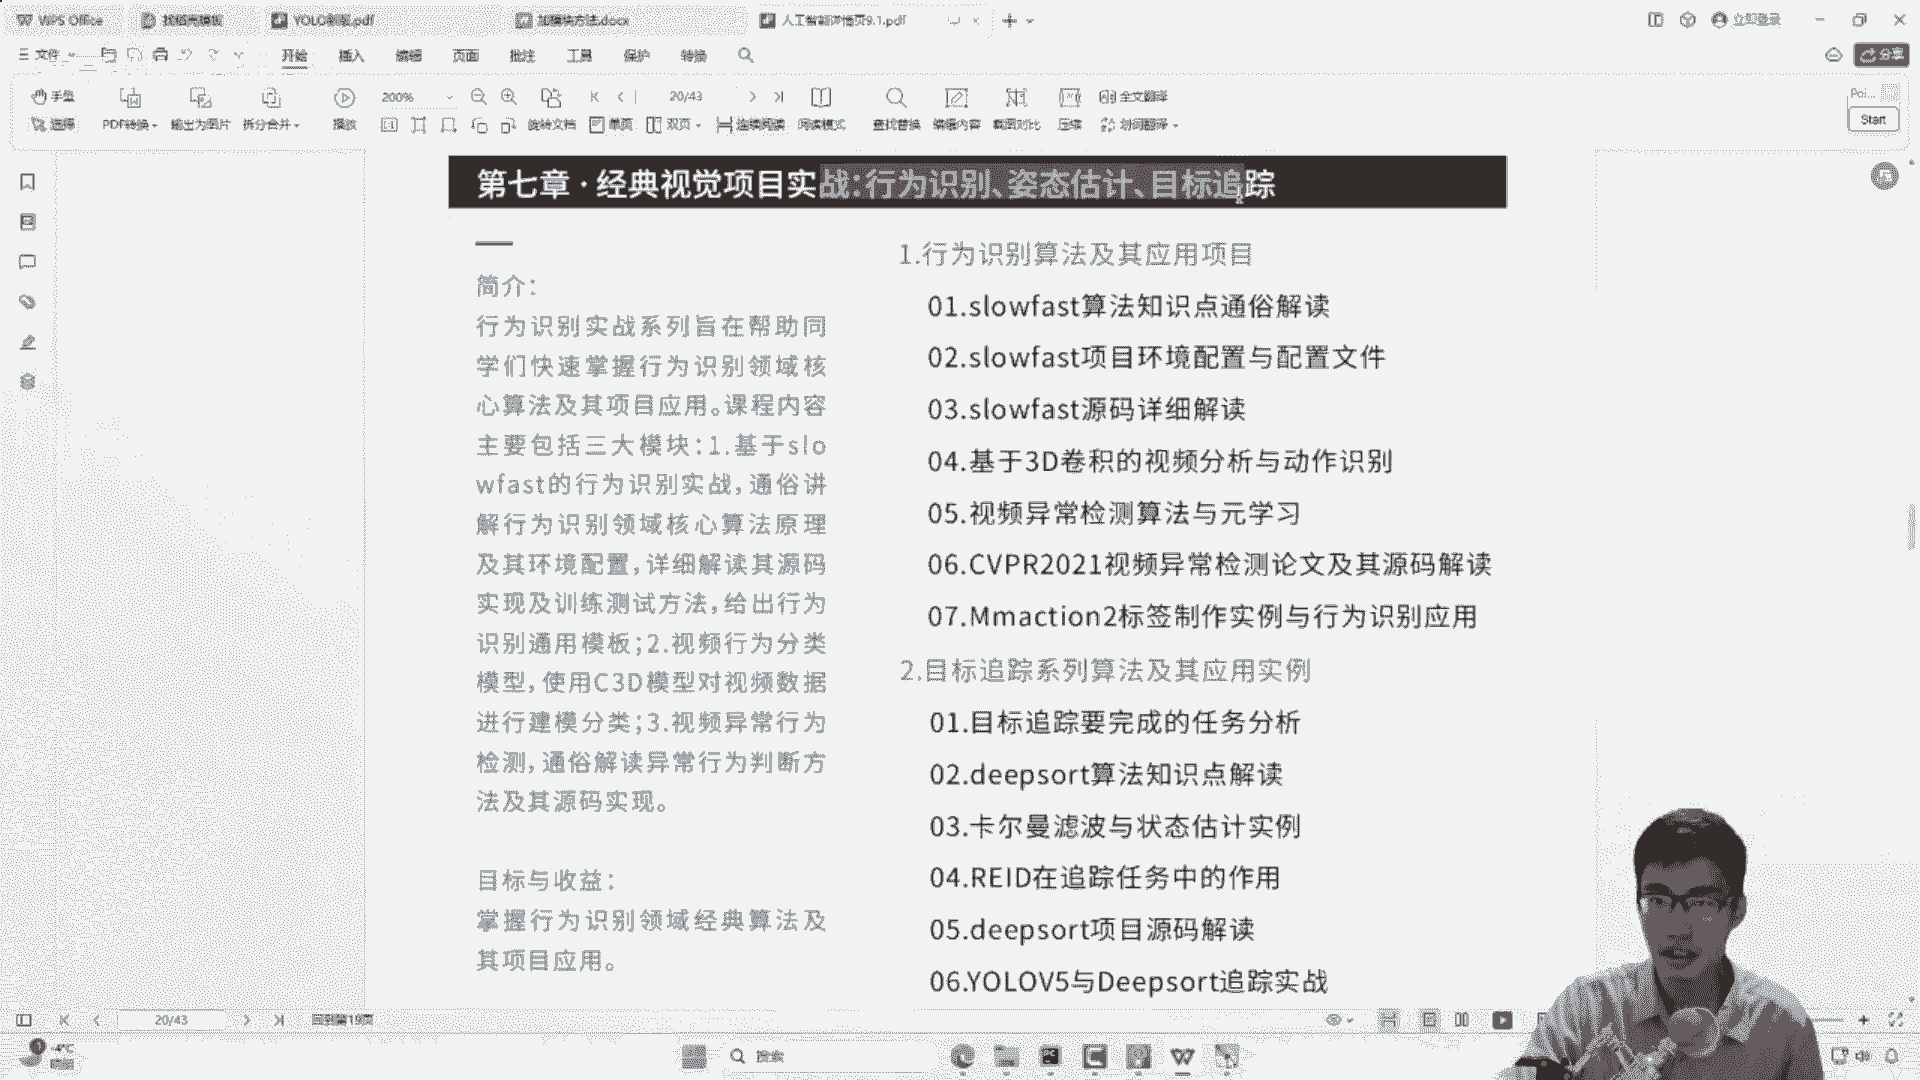 WPS Office
找稻壳模板
YOLO新版.pdf
加模块方法.docx
人工智能详情页9.1.pdf
立即登录
文件
开始
插入
编辑
页面
批注
工具
保护
转换
分享
手型
200%
20/43
全文翻译
选择
PDF转换
输出为图片
拆分合并
播放
旋转文档
单页
双页
连续阅读
阅读模式
查找替换
编辑内容
截图对比
压缩
划词翻译
Start
第七章·经典视觉项目实战:行为识别、姿态估计、目标追踪
简介:
行为识别实战系列旨在帮助同
学们快速掌握行为识别领域核
心算法及其项目应用。课程内容
主要包括三大模块:1.基于slo
wfast的行为识别实战,通俗讲
解行为识别领域核心算法原理
及其环境配置,详细解读其源码
实现及训练测试方法,给出行为
识别通用模板;2.视频行为分类
模型,使用C3D模型对视频数据
进行建模分类;3.视频异常行为
检测,通俗解读异常行为判断方
法及其源码实现。
目标与收益:
掌握行为识别领域经典算法及
其项目应用。
1.行为识别算法及其应用项目
01.slowfast算法知识点通俗解读
02.slowfast项目环境配置与配置文件
03.slowfast源码详细解读
04.基于3D卷积的视频分析与动作识别
05.视频异常检测算法与元学习
06.CVPR2021视频异常检测论文及其源码解读
07.Mmaction2标签制作实例与行为识别应用
2.目标追踪系列算法及其应用实例
01.目标追踪要完成的任务分析
02.deepsort算法知识点解读
03.卡尔曼滤波与状态估计实例
04.REID在追踪任务中的作用
05.deepsort项目源码解读
06.YOLOV5与Deepsort追踪实战
20/43
回到第19页
-4°C
搜索